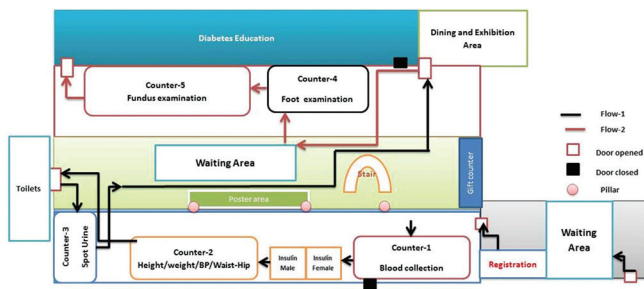 Diabetes Education
Dining and Exhibition
Area
Counter-5
Fundus examination
Counter-4
Foot examination
Flow-1
Flow-2
Door opened
Door closed
Pillar
Waiting Area
Stair
Gift counter
Toilets
Poster area
Counter-3
Spot Urine
Counter-2
Height/weight/BP/Waist-Hip
Insulin
Male
Insulin
Female
Counter-1
Blood collection
Registration
Waiting
Area